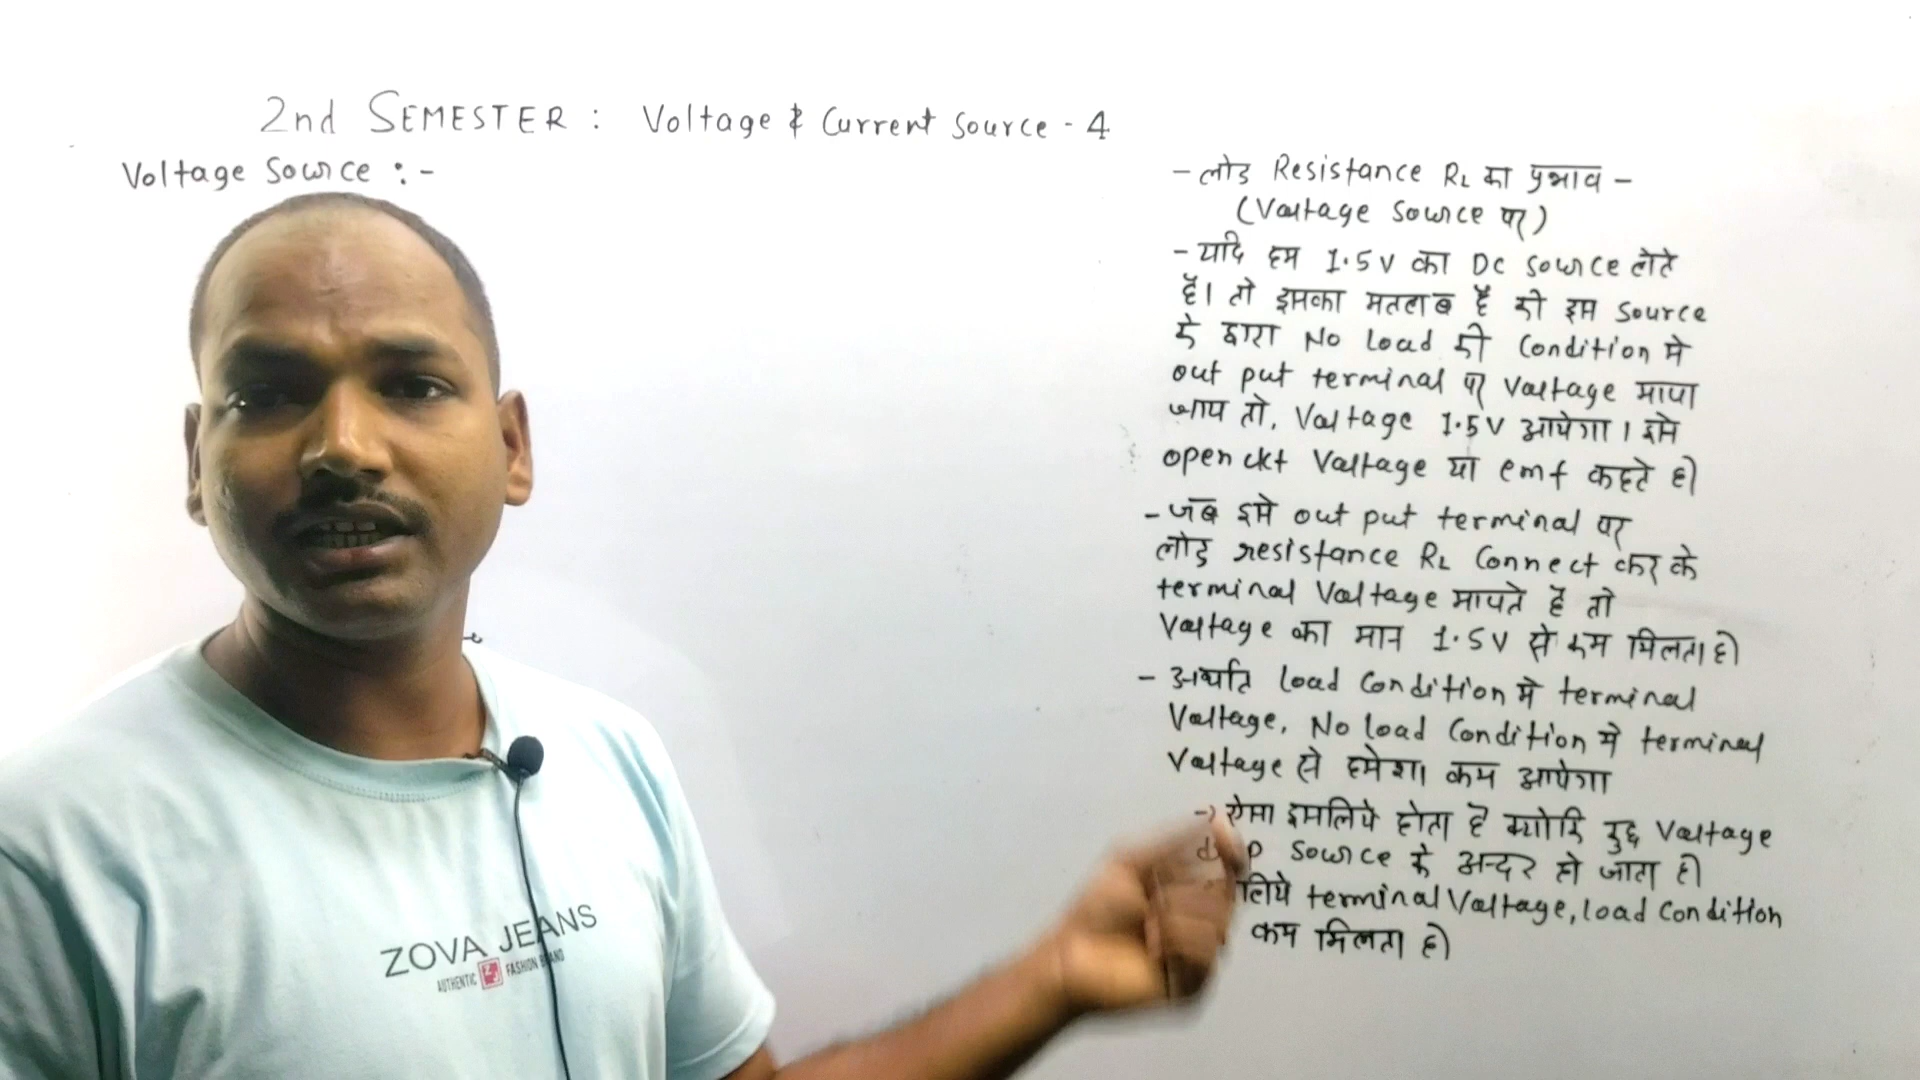 2nd SEMESTER : Voltage & Current Source - 4
Voltage Source :-
- लोड Resistance RL का प्रभाव -
(Voltage Source पर)
- यदि हम 1.5V का DC Source लेते
हैं। तो इसका मतलब है की इस Source
के द्वारा No Load की Condition मे
out put terminal पर Voltage मापा
जाय तो, Voltage 1.5V आयेगा । इसे
open ckt Voltage या emf कहते है।
- जब इसे out put terminal पर
लोड resistance RL Connect कर के
terminal Voltage मापते हैं तो
Voltage का मान 1.5V से कम मिलता है।
- अर्थात load Condition मे terminal
Voltage, No load Condition मे terminal
Voltage से हमेशा कम आयेगा
→ ऐसा इसलिये होता है क्योकि कुछ Voltage
Source के अन्दर हो जाता है।
लिये terminal Voltage, load Condition
कम मिलता है।
ZOVA JEANS
AUTHENTIC ZJ FASHION